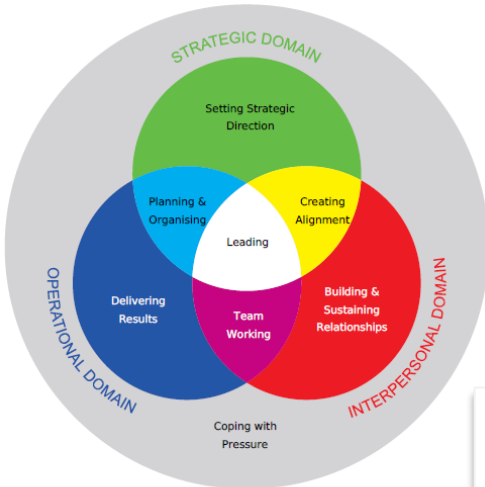 STRATEGIC DOMAIN
Setting Strategic
Direction
Planning &
Organising
Creating
Alignment
Leading
Delivering
Results
Team
Working
Building &
Sustaining
Relationships
OPERATIONAL DOMAIN
INTERPERSONAL DOMAIN
Coping with
Pressure